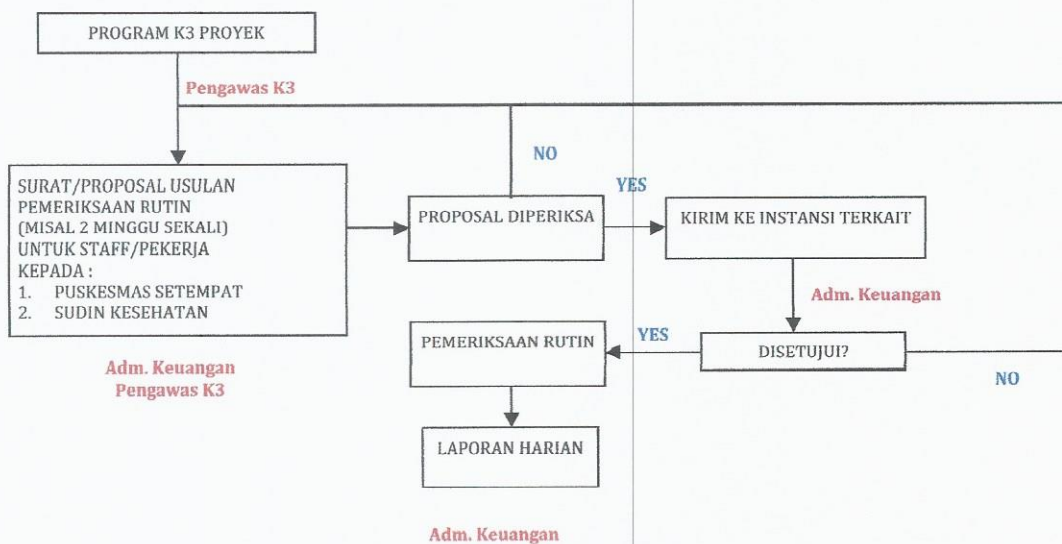 PROGRAM K3 PROYEK
Pengawas K3
NO
SURAT/PROPOSAL USULAN
PEMERIKSAAN RUTIN
(MISAL 2 MINGGU SEKALI)
UNTUK STAFF/PEKERJA
KEPADA :
1. PUSKESMAS SETEMPAT
2. SUDIN KESEHATAN
Adm. Keuangan
Pengawas K3
PROPOSAL DIPERIKSA
YES
KIRIM KE INSTANSI TERKAIT
Adm. Keuangan
DISETUJUI?
NO
YES
PEMERIKSAAN RUTIN
LAPORAN HARIAN
Adm. Keuangan